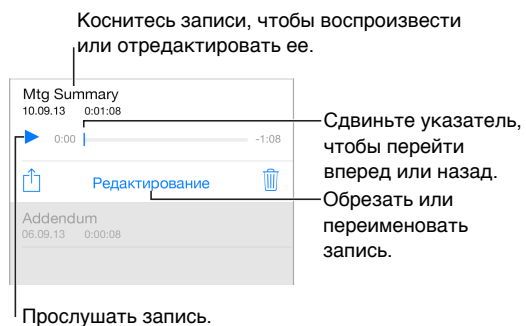 Коснитесь записи, чтобы воспроизвести
или отредактировать ее.
Mtg Summary
10.09.13 0:01:08
0:00 -1:08
Сдвиньте указатель,
чтобы перейти
вперед или назад.
Редактирование
Обрезать или
переименовать
запись.
Addendum
06.09.13 0:00:08
Прослушать запись.